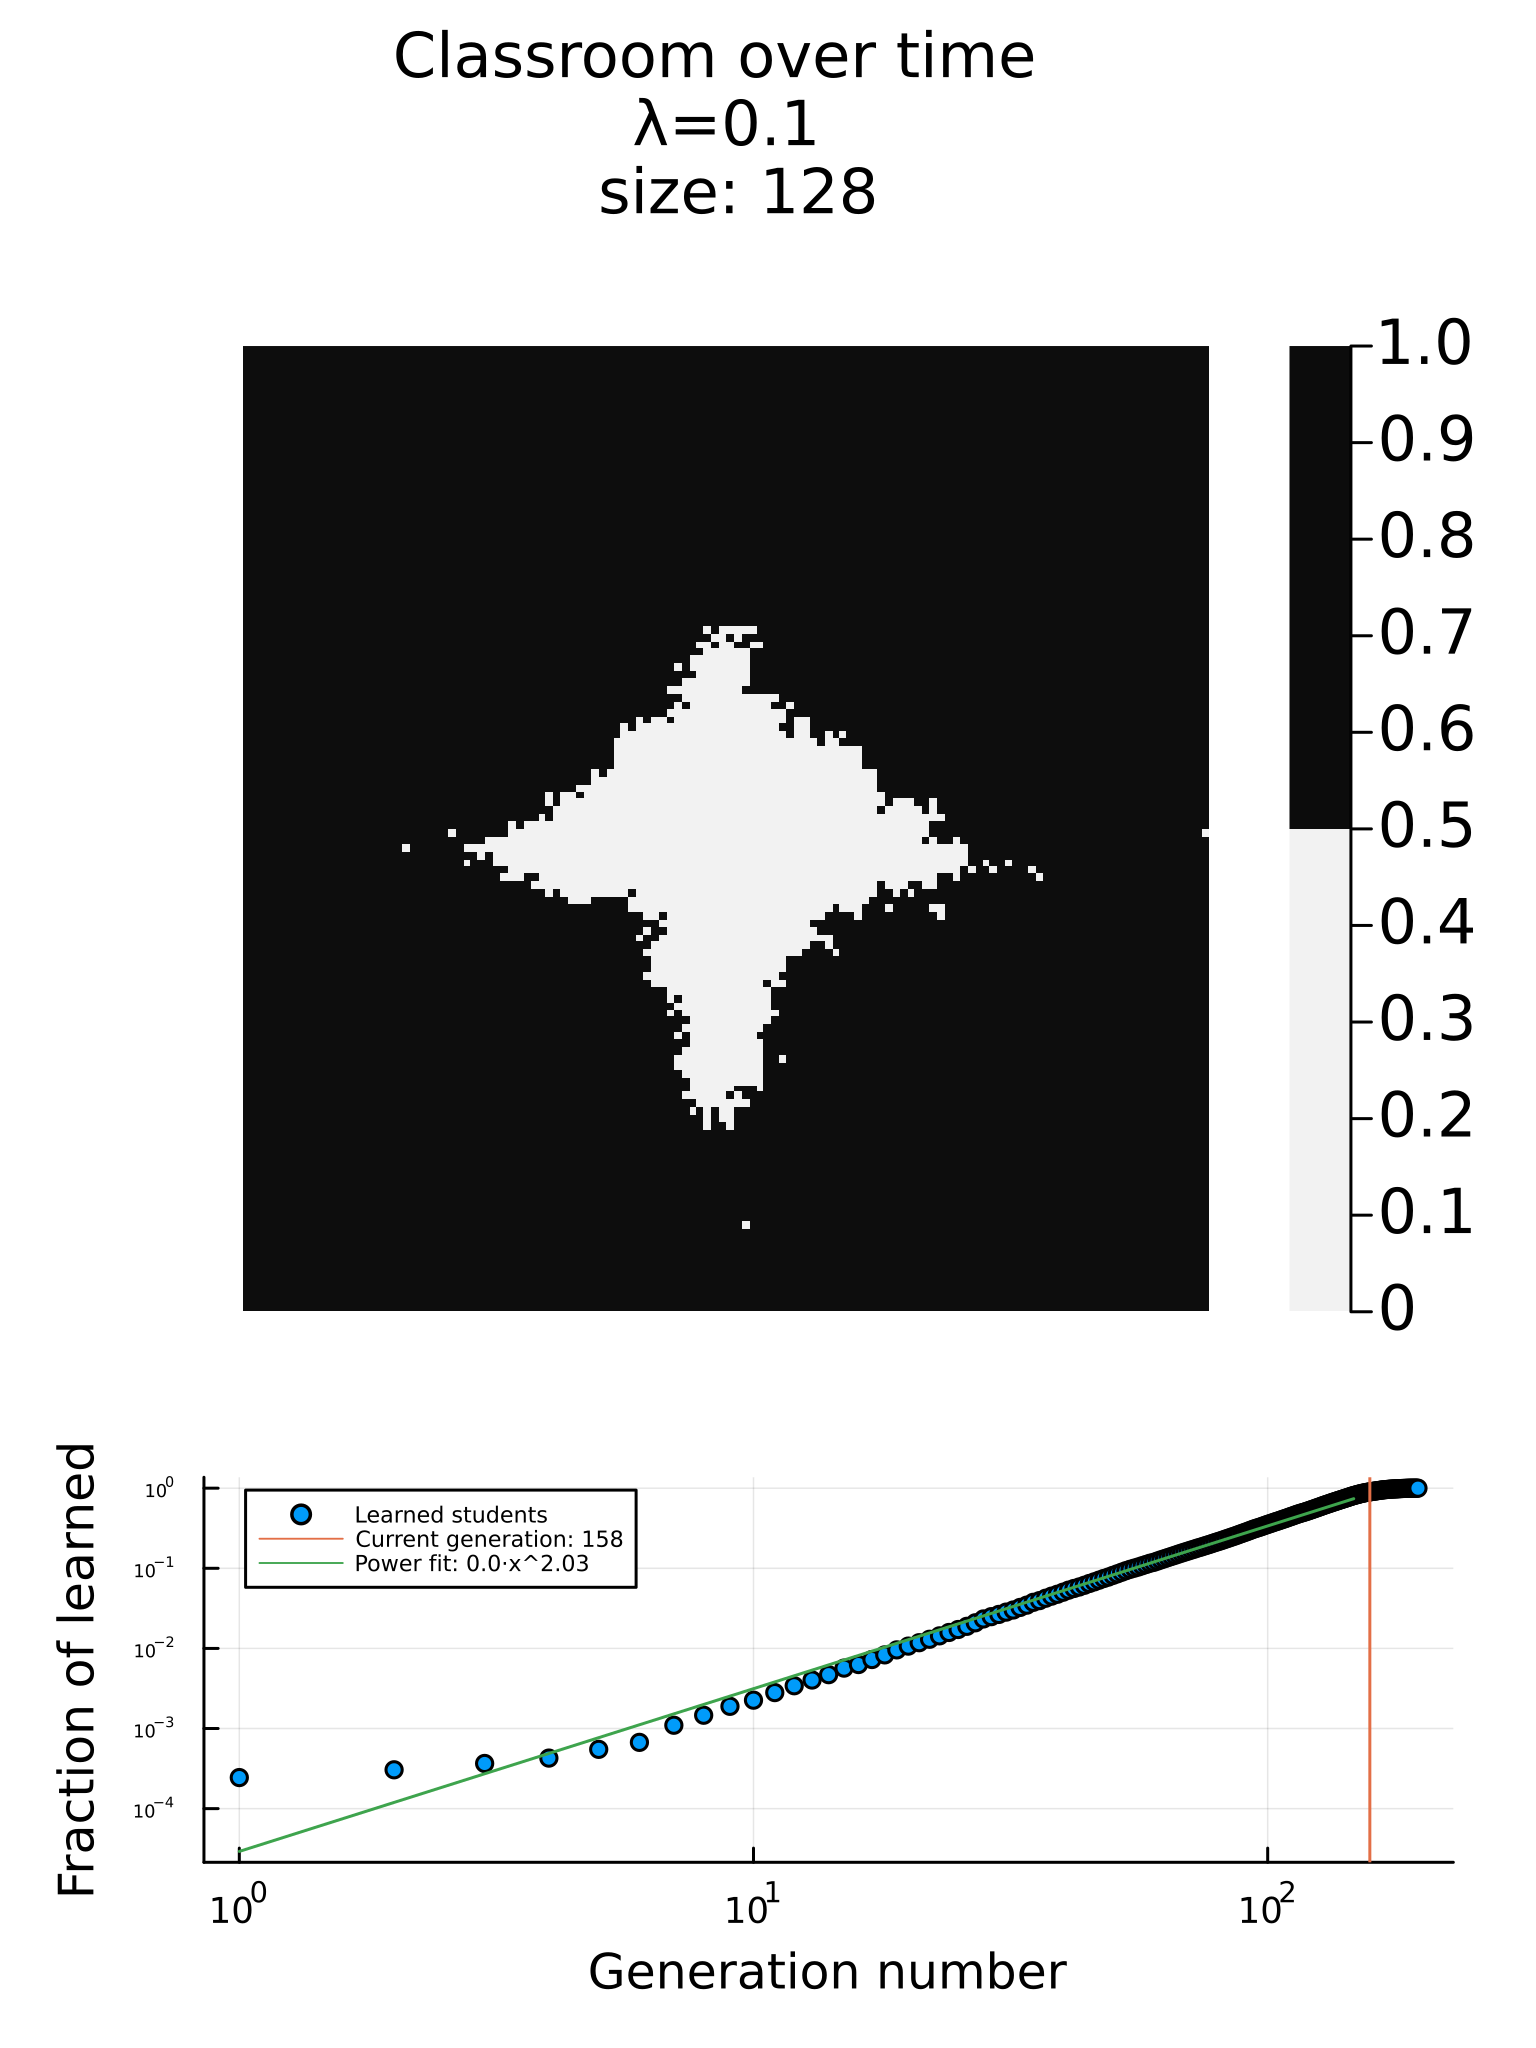 Classroom over time
λ=0.1
size: 128
1.0
0.9
0.8
0.7
0.6
0.5
0.4
0.3
0.2
0.1
0
Fraction of learned
10^0
10^-1
10^-2
10^-3
10^-4
Learned students
Current generation: 158
Power fit: 0.0·x^2.03
10^0 10^1 10^2
Generation number